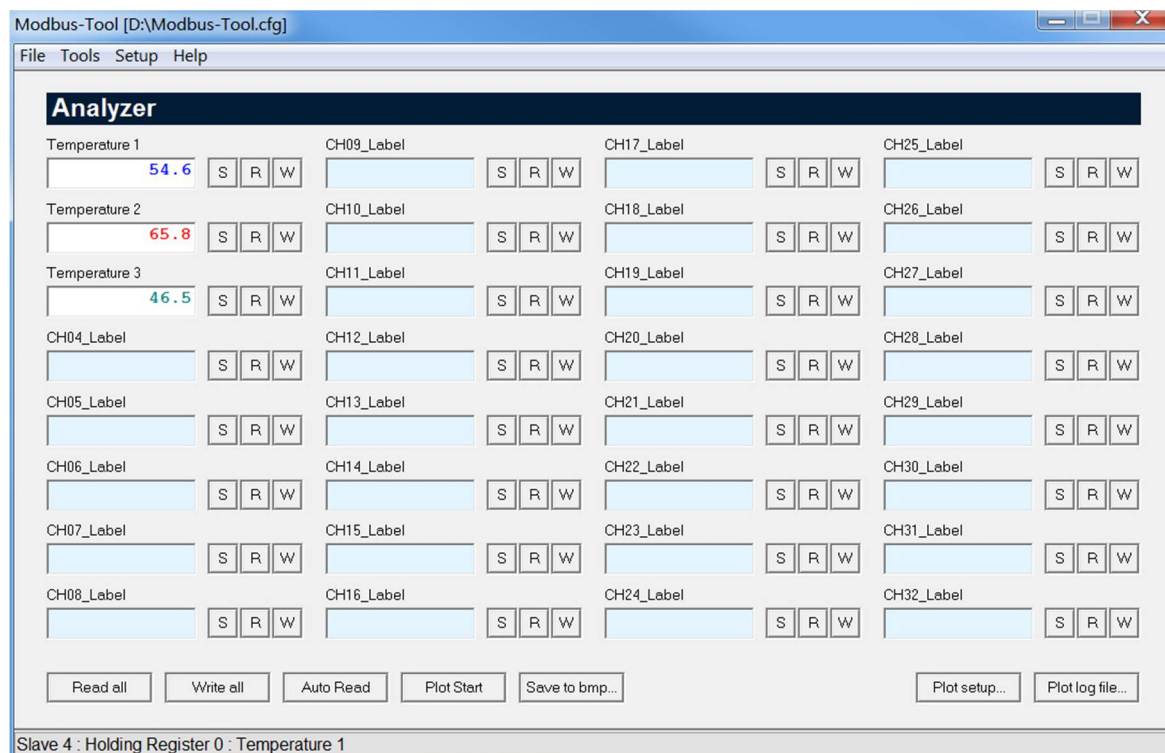 Modbus-Tool [D:\Modbus-Tool.cfg]
File Tools Setup Help
Analyzer
Temperature 1 CH09_Label CH17_Label CH25_Label
54.6 S R W S R W S R W S R W
Temperature 2 CH10_Label CH18_Label CH26_Label
65.8 S R W S R W S R W S R W
Temperature 3 CH11_Label CH19_Label CH27_Label
46.5 S R W S R W S R W S R W
CH04_Label CH12_Label CH20_Label CH28_Label
S R W S R W S R W S R W
CH05_Label CH13_Label CH21_Label CH29_Label
S R W S R W S R W S R W
CH06_Label CH14_Label CH22_Label CH30_Label
S R W S R W S R W S R W
CH07_Label CH15_Label CH23_Label CH31_Label
S R W S R W S R W S R W
CH08_Label CH16_Label CH24_Label CH32_Label
S R W S R W S R W S R W
Read all Write all Auto Read Plot Start Save to bmp... Plot setup... Plot log file...
Slave 4 : Holding Register 0 : Temperature 1